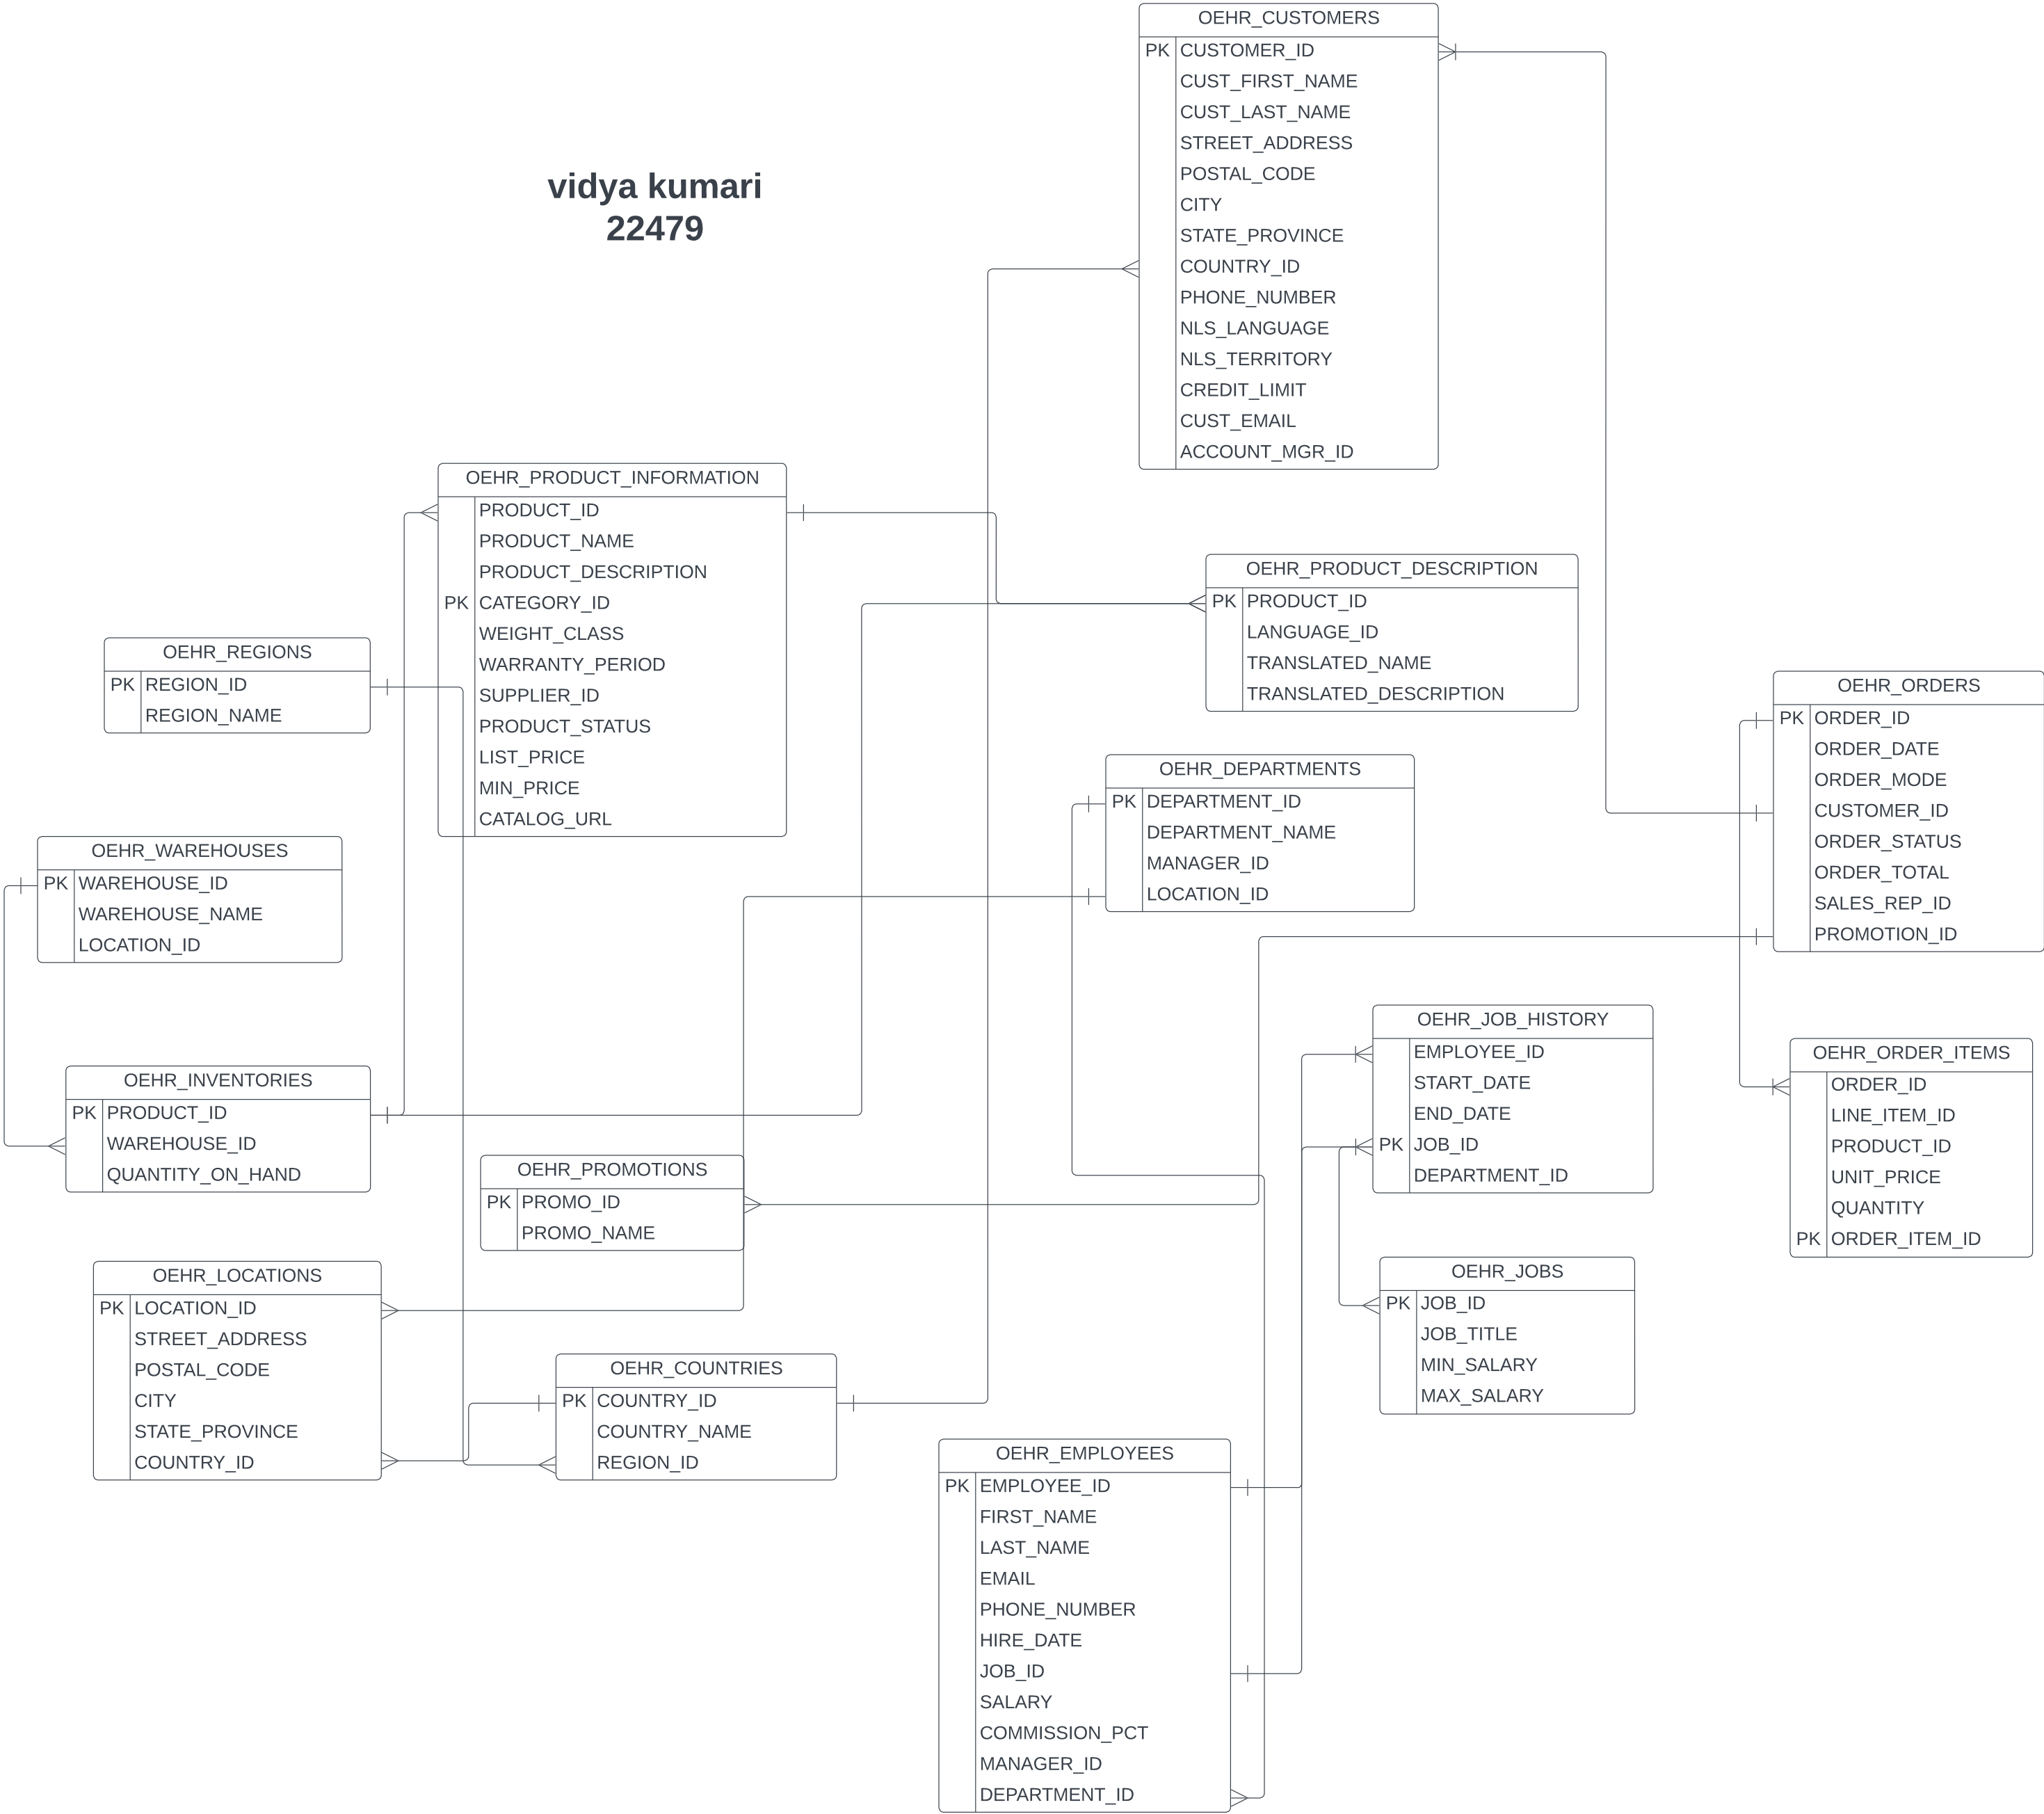 OEHR_CUSTOMERS
PK CUSTOMER_ID
CUST_FIRST_NAME
CUST_LAST_NAME
STREET_ADDRESS
POSTAL_CODE
CITY
STATE_PROVINCE
COUNTRY_ID
PHONE_NUMBER
NLS_LANGUAGE
NLS_TERRITORY
CREDIT_LIMIT
CUST_EMAIL
ACCOUNT_MGR_ID
vidya kumari
22479
OEHR_PRODUCT_INFORMATION
PRODUCT_ID
PRODUCT_NAME
PRODUCT_DESCRIPTION
PK CATEGORY_ID
WEIGHT_CLASS
WARRANTY_PERIOD
SUPPLIER_ID
PRODUCT_STATUS
LIST_PRICE
MIN_PRICE
CATALOG_URL
OEHR_PRODUCT_DESCRIPTION
PK PRODUCT_ID
LANGUAGE_ID
TRANSLATED_NAME
TRANSLATED_DESCRIPTION
OEHR_REGIONS
PK REGION_ID
REGION_NAME
OEHR_ORDERS
PK ORDER_ID
ORDER_DATE
ORDER_MODE
CUSTOMER_ID
ORDER_STATUS
ORDER_TOTAL
SALES_REP_ID
PROMOTION_ID
OEHR_DEPARTMENTS
PK DEPARTMENT_ID
DEPARTMENT_NAME
MANAGER_ID
LOCATION_ID
OEHR_WAREHOUSES
PK WAREHOUSE_ID
WAREHOUSE_NAME
LOCATION_ID
OEHR_JOB_HISTORY
EMPLOYEE_ID
START_DATE
END_DATE
PK JOB_ID
DEPARTMENT_ID
OEHR_ORDER_ITEMS
ORDER_ID
LINE_ITEM_ID
PRODUCT_ID
UNIT_PRICE
QUANTITY
PK ORDER_ITEM_ID
OEHR_INVENTORIES
PK PRODUCT_ID
WAREHOUSE_ID
QUANTITY_ON_HAND
OEHR_PROMOTIONS
PK PROMO_ID
PROMO_NAME
OEHR_LOCATIONS
PK LOCATION_ID
STREET_ADDRESS
POSTAL_CODE
CITY
STATE_PROVINCE
COUNTRY_ID
OEHR_JOBS
PK JOB_ID
JOB_TITLE
MIN_SALARY
MAX_SALARY
OEHR_COUNTRIES
PK COUNTRY_ID
COUNTRY_NAME
REGION_ID
OEHR_EMPLOYEES
PK EMPLOYEE_ID
FIRST_NAME
LAST_NAME
EMAIL
PHONE_NUMBER
HIRE_DATE
JOB_ID
SALARY
COMMISSION_PCT
MANAGER_ID
DEPARTMENT_ID